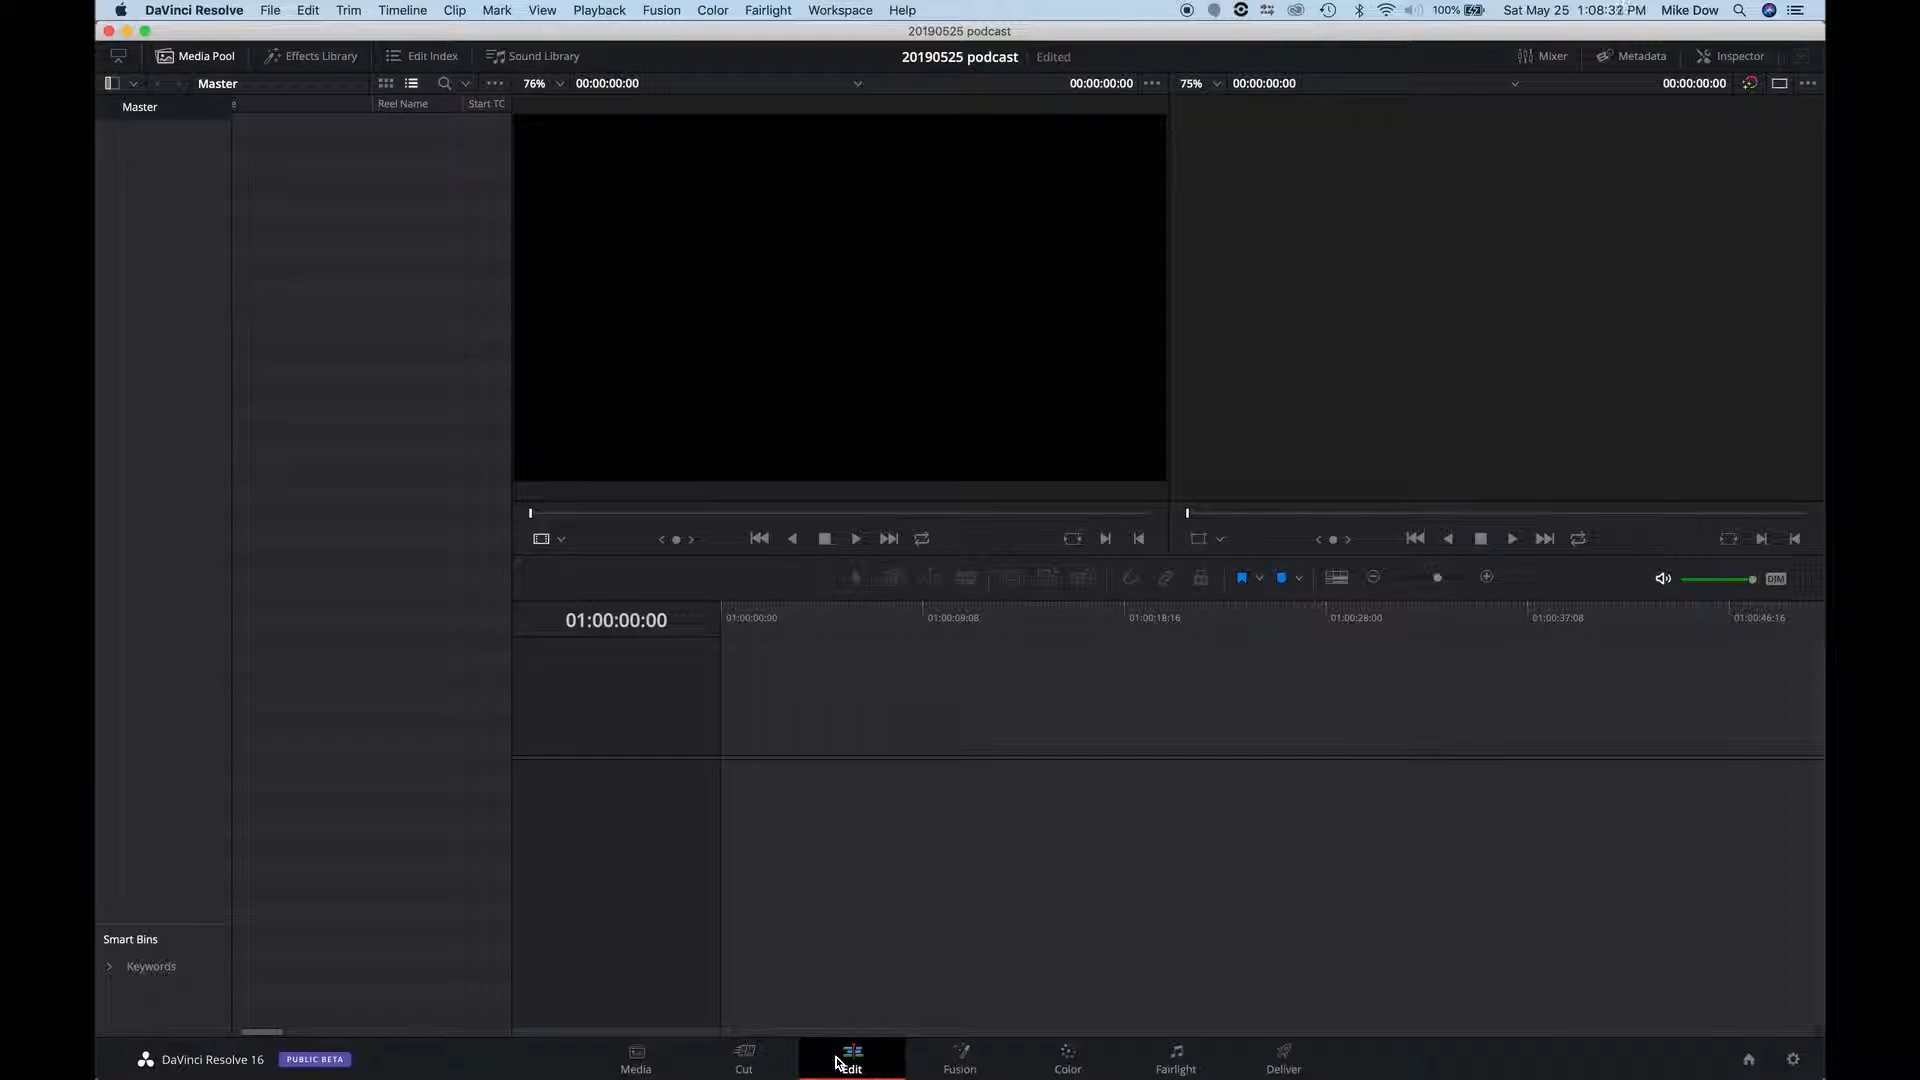 DaVinci Resolve File Edit Trim Timeline Clip Mark View Playback Fusion Color Fairlight Workspace Help 100% Sat May 25 1:08:32 PM Mike Dow
20190525 podcast
Media Pool Effects Library Edit Index Sound Library 20190525 podcast Edited Mixer Metadata Inspector
Master 76% 00:00:00:00 00:00:00:00 75% 00:00:00:00 00:00:00:00
Master Reel Name Start TC
DIM
01:00:00:00 01:00:00:00 01:00:09:08 01:00:18:16 01:00:28:00 01:00:37:08 01:00:46:16
Smart Bins
Keywords
DaVinci Resolve 16 PUBLIC BETA Media Cut Edit Fusion Color Fairlight Deliver